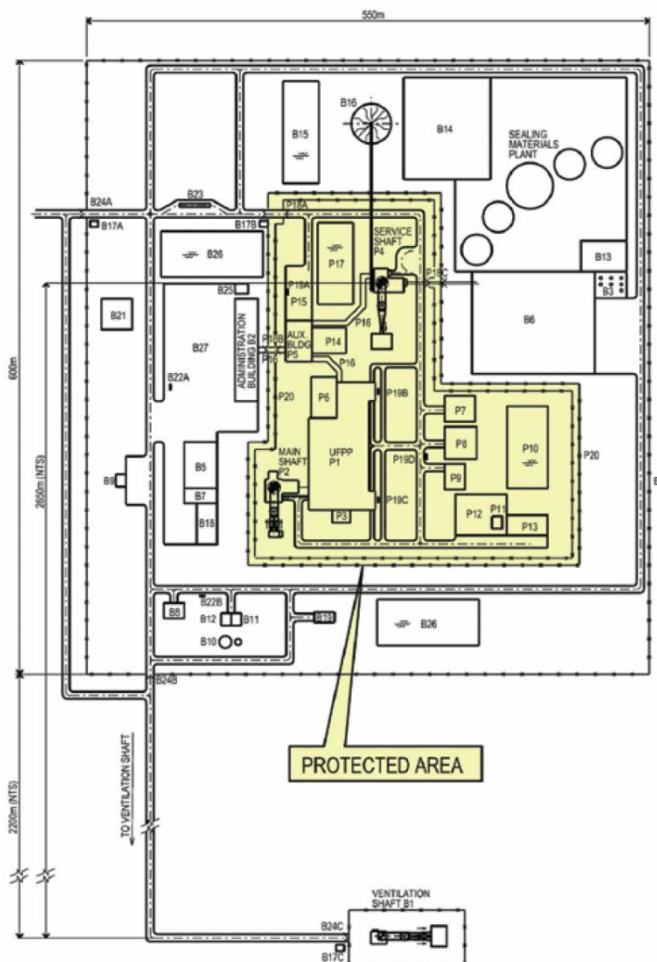 550m
B16
B15
B14
SEALING
MATERIALS
PLANT
B24A
B23
P18A
B17A
B17B
SERVICE
SHAFT
P4
B26
P17
B13
B3
B25
P19A
P15
B21
B27
ADMINISTRATION
BUILDING B2
AUX.
BLDG
P5
P14
P16
P16
B6
600m
B22A
P20
P6
P19B
P7
MAIN
SHAFT
P2
UFPP
P1
P8
P10
P20
P19D
B5
B9
B7
P9
2650m (NTS)
P19C
P12
P11
B18
P3
P13
B8
B22B
B12
B11
B19
B10
B26
B24B
PROTECTED AREA
2200m (NTS)
TO VENTILATION SHAFT
VENTILATION
SHAFT B1
B24C
B17C